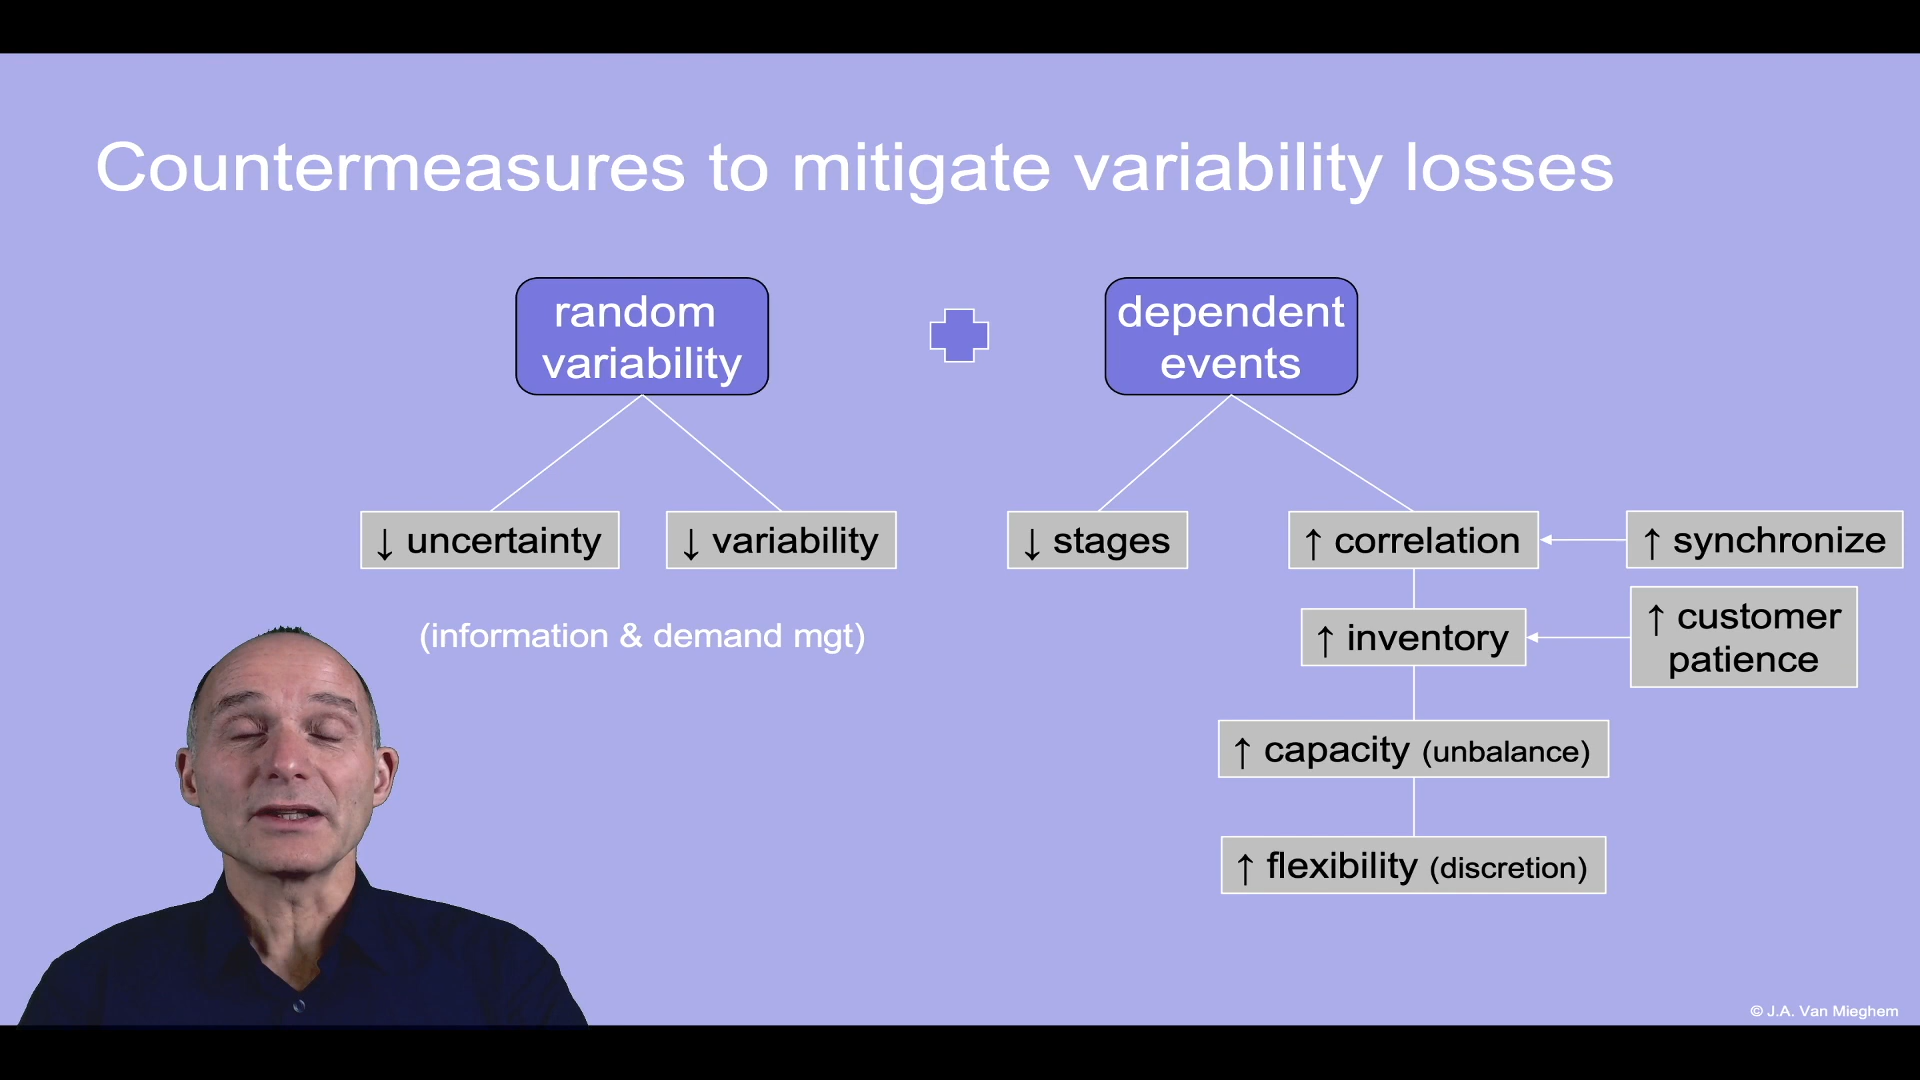 Countermeasures to mitigate variability losses
random
variability
dependent
events
↓ uncertainty
↓ variability
↓ stages
↑ correlation
↑ synchronize
(information & demand mgt)
↑ inventory
↑ customer
patience
↑ capacity (unbalance)
↑ flexibility (discretion)
© J.A. Van Mieghem